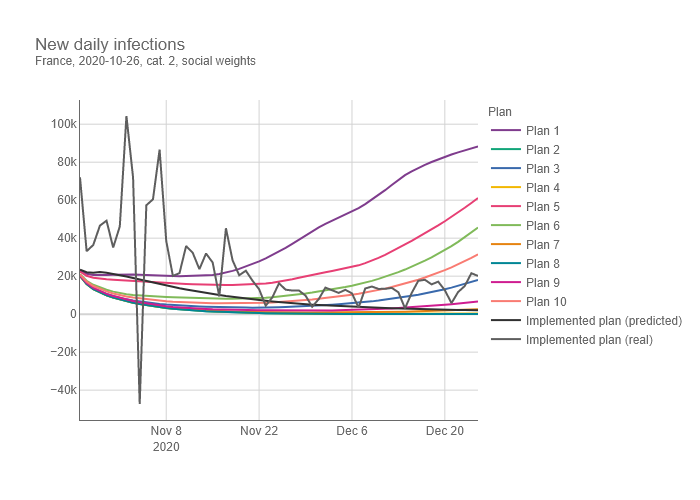 New daily infections
France, 2020-10-26, cat. 2, social weights
100k
80k
60k
40k
20k
0
−20k
−40k
Nov 8
2020
Nov 22
Dec 6
Dec 20
Plan
Plan 1
Plan 2
Plan 3
Plan 4
Plan 5
Plan 6
Plan 7
Plan 8
Plan 9
Plan 10
Implemented plan (predicted)
Implemented plan (real)